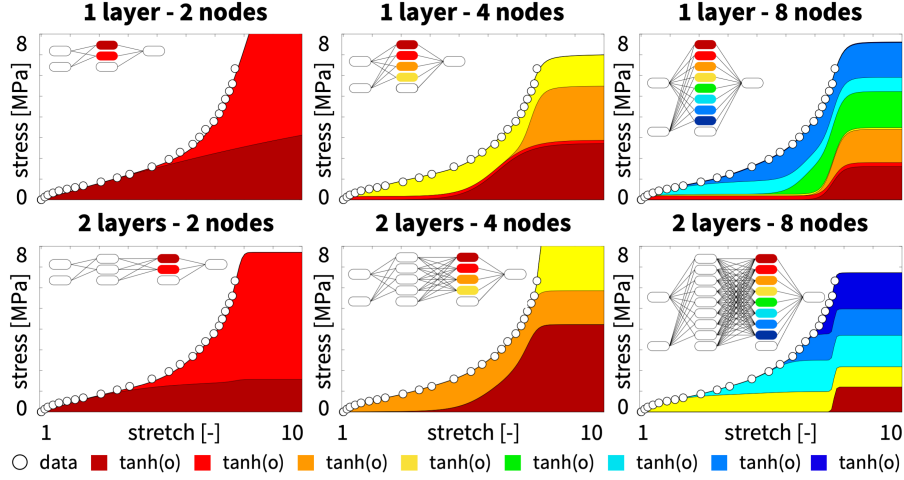 1 layer - 2 nodes
1 layer - 4 nodes
1 layer - 8 nodes
stress [MPa]
8
0
stress [MPa]
8
0
stress [MPa]
8
0
2 layers - 2 nodes
2 layers - 4 nodes
2 layers - 8 nodes
stress [MPa]
8
0
stress [MPa]
8
0
stress [MPa]
8
0
1 stretch [-] 10
1 stretch [-] 10
1 stretch [-] 10
data tanh(o) tanh(o) tanh(o) tanh(o) tanh(o) tanh(o) tanh(o) tanh(o)